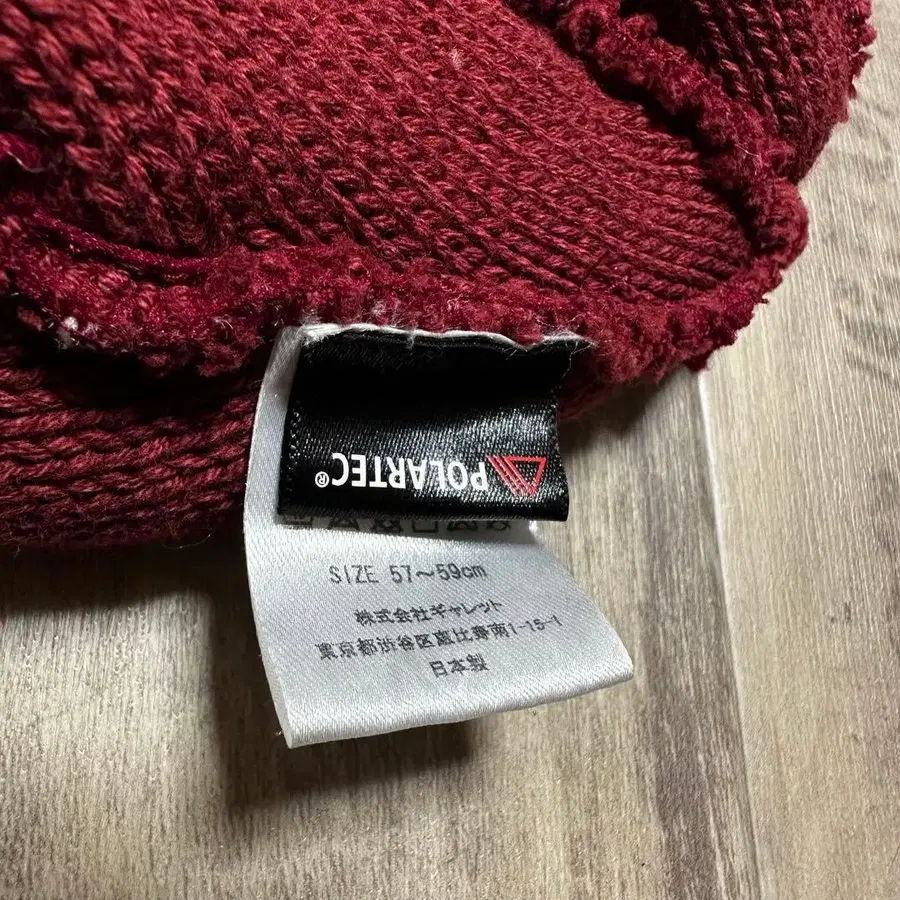 POLARTEC®
SIZE 57~59cm
株式会社ギャレット
東京都渋谷区恵比寿南1-15-1
日本製